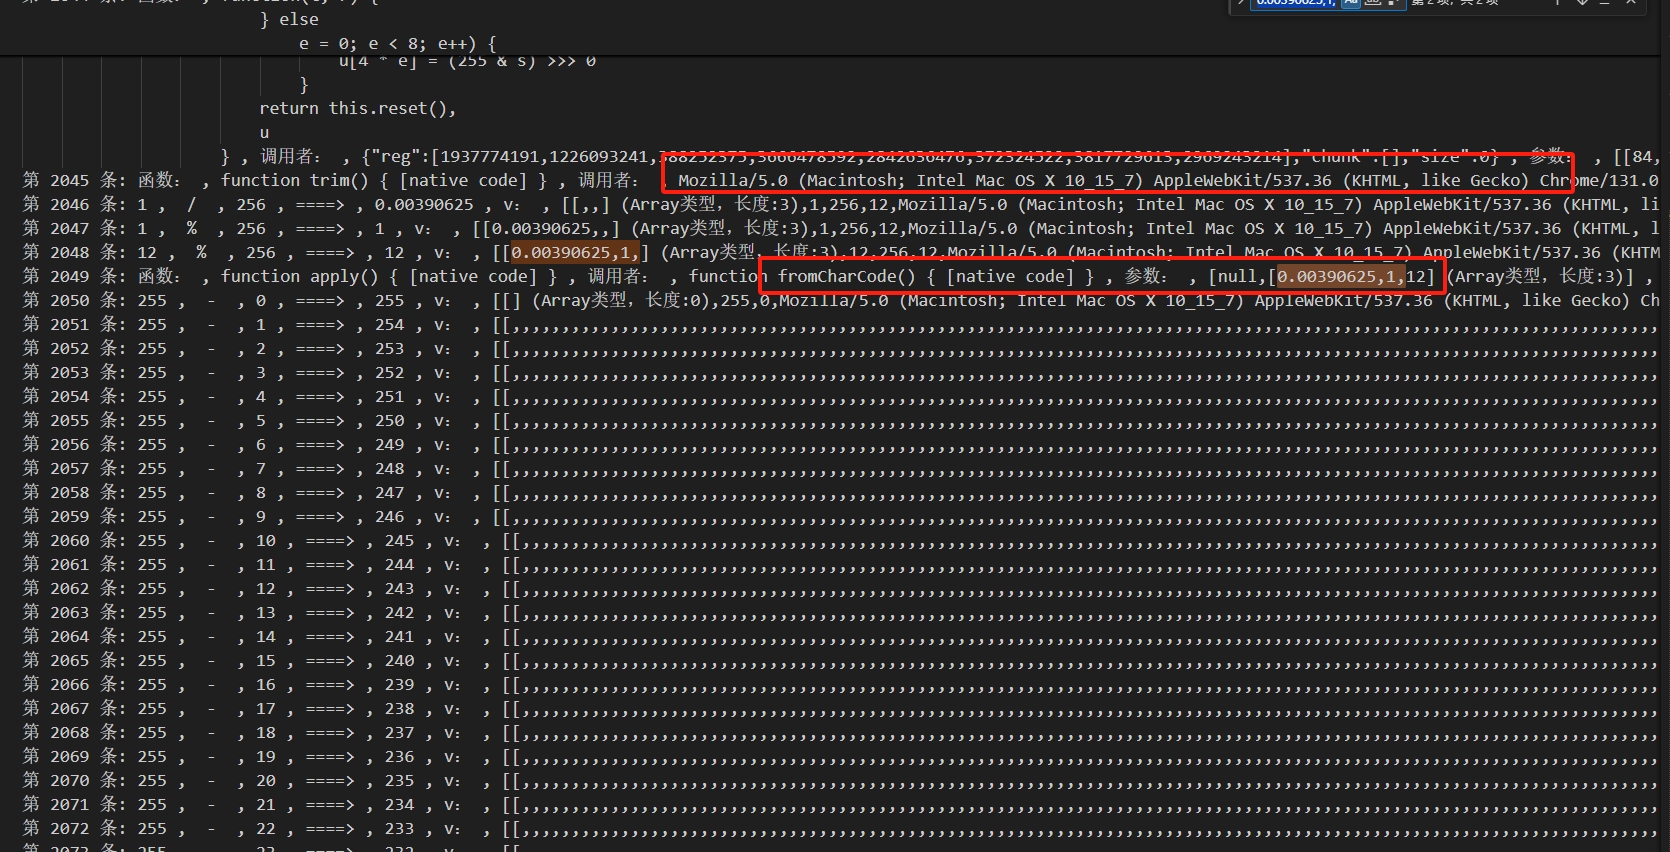 0.00390625,1, Aa 第 2 项, 共 2 项
} else
e = 0; e < 8; e++) {
u[4 * e] = (255 & s) >>> 0
}
return this.reset(),
u
} , 调用者: , {"reg":[1937774191,1226093241,388252375,3666478592,2842636476,372324522,3817729613,2969243214],"chunk":[],"size":0} , 参数: , [[84,
第 2045 条: 函数: , function trim() { [native code] } , 调用者: , Mozilla/5.0 (Macintosh; Intel Mac OS X 10_15_7) AppleWebKit/537.36 (KHTML, like Gecko) Chrome/131.0
第 2046 条: 1 , / , 256 , ====> , 0.00390625 , v: , [[,,] (Array类型, 长度:3),1,256,12,Mozilla/5.0 (Macintosh; Intel Mac OS X 10_15_7) AppleWebKit/537.36 (KHTML, li
第 2047 条: 1 , % , 256 , ====> , 1 , v: , [[0.00390625,,] (Array类型, 长度:3),1,256,12,Mozilla/5.0 (Macintosh; Intel Mac OS X 10_15_7) AppleWebKit/537.36 (KHTML, l
第 2048 条: 12 , % , 256 , ====> , 12 , v: , [[0.00390625,1,] (Array类型, 长度:3),12,256,12,Mozilla/5.0 (Macintosh; Intel Mac OS X 10_15_7) AppleWebKit/537.36 (KHTM
第 2049 条: 函数: , function apply() { [native code] } , 调用者: , function fromCharCode() { [native code] } , 参数: , [null,[0.00390625,1,12] (Array类型, 长度:3)] ,
第 2050 条: 255 , - , 0 , ====> , 255 , v: , [[] (Array类型, 长度:0),255,0,Mozilla/5.0 (Macintosh; Intel Mac OS X 10_15_7) AppleWebKit/537.36 (KHTML, like Gecko) Ch
第 2051 条: 255 , - , 1 , ====> , 254 , v: , [[,,,,,,,,,,,,,,,,,,,,,,,,,,,,,,,,,,,,,,,,,,,,,,,,,,,,,,,,,,,,,,,,,,,,,,,,,,,,,,,,,,,,,,,,,,,,,,,,,,,,,,,,,,,,,,,,,,,,
第 2052 条: 255 , - , 2 , ====> , 253 , v: , [[,,,,,,,,,,,,,,,,,,,,,,,,,,,,,,,,,,,,,,,,,,,,,,,,,,,,,,,,,,,,,,,,,,,,,,,,,,,,,,,,,,,,,,,,,,,,,,,,,,,,,,,,,,,,,,,,,,,,
第 2053 条: 255 , - , 3 , ====> , 252 , v: , [[,,,,,,,,,,,,,,,,,,,,,,,,,,,,,,,,,,,,,,,,,,,,,,,,,,,,,,,,,,,,,,,,,,,,,,,,,,,,,,,,,,,,,,,,,,,,,,,,,,,,,,,,,,,,,,,,,,,,
第 2054 条: 255 , - , 4 , ====> , 251 , v: , [[,,,,,,,,,,,,,,,,,,,,,,,,,,,,,,,,,,,,,,,,,,,,,,,,,,,,,,,,,,,,,,,,,,,,,,,,,,,,,,,,,,,,,,,,,,,,,,,,,,,,,,,,,,,,,,,,,,,,
第 2055 条: 255 , - , 5 , ====> , 250 , v: , [[,,,,,,,,,,,,,,,,,,,,,,,,,,,,,,,,,,,,,,,,,,,,,,,,,,,,,,,,,,,,,,,,,,,,,,,,,,,,,,,,,,,,,,,,,,,,,,,,,,,,,,,,,,,,,,,,,,,,
第 2056 条: 255 , - , 6 , ====> , 249 , v: , [[,,,,,,,,,,,,,,,,,,,,,,,,,,,,,,,,,,,,,,,,,,,,,,,,,,,,,,,,,,,,,,,,,,,,,,,,,,,,,,,,,,,,,,,,,,,,,,,,,,,,,,,,,,,,,,,,,,,,
第 2057 条: 255 , - , 7 , ====> , 248 , v: , [[,,,,,,,,,,,,,,,,,,,,,,,,,,,,,,,,,,,,,,,,,,,,,,,,,,,,,,,,,,,,,,,,,,,,,,,,,,,,,,,,,,,,,,,,,,,,,,,,,,,,,,,,,,,,,,,,,,,,
第 2058 条: 255 , - , 8 , ====> , 247 , v: , [[,,,,,,,,,,,,,,,,,,,,,,,,,,,,,,,,,,,,,,,,,,,,,,,,,,,,,,,,,,,,,,,,,,,,,,,,,,,,,,,,,,,,,,,,,,,,,,,,,,,,,,,,,,,,,,,,,,,,
第 2059 条: 255 , - , 9 , ====> , 246 , v: , [[,,,,,,,,,,,,,,,,,,,,,,,,,,,,,,,,,,,,,,,,,,,,,,,,,,,,,,,,,,,,,,,,,,,,,,,,,,,,,,,,,,,,,,,,,,,,,,,,,,,,,,,,,,,,,,,,,,,,
第 2060 条: 255 , - , 10 , ====> , 245 , v: , [[,,,,,,,,,,,,,,,,,,,,,,,,,,,,,,,,,,,,,,,,,,,,,,,,,,,,,,,,,,,,,,,,,,,,,,,,,,,,,,,,,,,,,,,,,,,,,,,,,,,,,,,,,,,,,,,,,,,
第 2061 条: 255 , - , 11 , ====> , 244 , v: , [[,,,,,,,,,,,,,,,,,,,,,,,,,,,,,,,,,,,,,,,,,,,,,,,,,,,,,,,,,,,,,,,,,,,,,,,,,,,,,,,,,,,,,,,,,,,,,,,,,,,,,,,,,,,,,,,,,,,
第 2062 条: 255 , - , 12 , ====> , 243 , v: , [[,,,,,,,,,,,,,,,,,,,,,,,,,,,,,,,,,,,,,,,,,,,,,,,,,,,,,,,,,,,,,,,,,,,,,,,,,,,,,,,,,,,,,,,,,,,,,,,,,,,,,,,,,,,,,,,,,,,
第 2063 条: 255 , - , 13 , ====> , 242 , v: , [[,,,,,,,,,,,,,,,,,,,,,,,,,,,,,,,,,,,,,,,,,,,,,,,,,,,,,,,,,,,,,,,,,,,,,,,,,,,,,,,,,,,,,,,,,,,,,,,,,,,,,,,,,,,,,,,,,,,
第 2064 条: 255 , - , 14 , ====> , 241 , v: , [[,,,,,,,,,,,,,,,,,,,,,,,,,,,,,,,,,,,,,,,,,,,,,,,,,,,,,,,,,,,,,,,,,,,,,,,,,,,,,,,,,,,,,,,,,,,,,,,,,,,,,,,,,,,,,,,,,,,
第 2065 条: 255 , - , 15 , ====> , 240 , v: , [[,,,,,,,,,,,,,,,,,,,,,,,,,,,,,,,,,,,,,,,,,,,,,,,,,,,,,,,,,,,,,,,,,,,,,,,,,,,,,,,,,,,,,,,,,,,,,,,,,,,,,,,,,,,,,,,,,,,
第 2066 条: 255 , - , 16 , ====> , 239 , v: , [[,,,,,,,,,,,,,,,,,,,,,,,,,,,,,,,,,,,,,,,,,,,,,,,,,,,,,,,,,,,,,,,,,,,,,,,,,,,,,,,,,,,,,,,,,,,,,,,,,,,,,,,,,,,,,,,,,,,
第 2067 条: 255 , - , 17 , ====> , 238 , v: , [[,,,,,,,,,,,,,,,,,,,,,,,,,,,,,,,,,,,,,,,,,,,,,,,,,,,,,,,,,,,,,,,,,,,,,,,,,,,,,,,,,,,,,,,,,,,,,,,,,,,,,,,,,,,,,,,,,,,
第 2068 条: 255 , - , 18 , ====> , 237 , v: , [[,,,,,,,,,,,,,,,,,,,,,,,,,,,,,,,,,,,,,,,,,,,,,,,,,,,,,,,,,,,,,,,,,,,,,,,,,,,,,,,,,,,,,,,,,,,,,,,,,,,,,,,,,,,,,,,,,,,
第 2069 条: 255 , - , 19 , ====> , 236 , v: , [[,,,,,,,,,,,,,,,,,,,,,,,,,,,,,,,,,,,,,,,,,,,,,,,,,,,,,,,,,,,,,,,,,,,,,,,,,,,,,,,,,,,,,,,,,,,,,,,,,,,,,,,,,,,,,,,,,,,
第 2070 条: 255 , - , 20 , ====> , 235 , v: , [[,,,,,,,,,,,,,,,,,,,,,,,,,,,,,,,,,,,,,,,,,,,,,,,,,,,,,,,,,,,,,,,,,,,,,,,,,,,,,,,,,,,,,,,,,,,,,,,,,,,,,,,,,,,,,,,,,,,
第 2071 条: 255 , - , 21 , ====> , 234 , v: , [[,,,,,,,,,,,,,,,,,,,,,,,,,,,,,,,,,,,,,,,,,,,,,,,,,,,,,,,,,,,,,,,,,,,,,,,,,,,,,,,,,,,,,,,,,,,,,,,,,,,,,,,,,,,,,,,,,,,
第 2072 条: 255 , - , 22 , ====> , 233 , v: , [[,,,,,,,,,,,,,,,,,,,,,,,,,,,,,,,,,,,,,,,,,,,,,,,,,,,,,,,,,,,,,,,,,,,,,,,,,,,,,,,,,,,,,,,,,,,,,,,,,,,,,,,,,,,,,,,,,,,